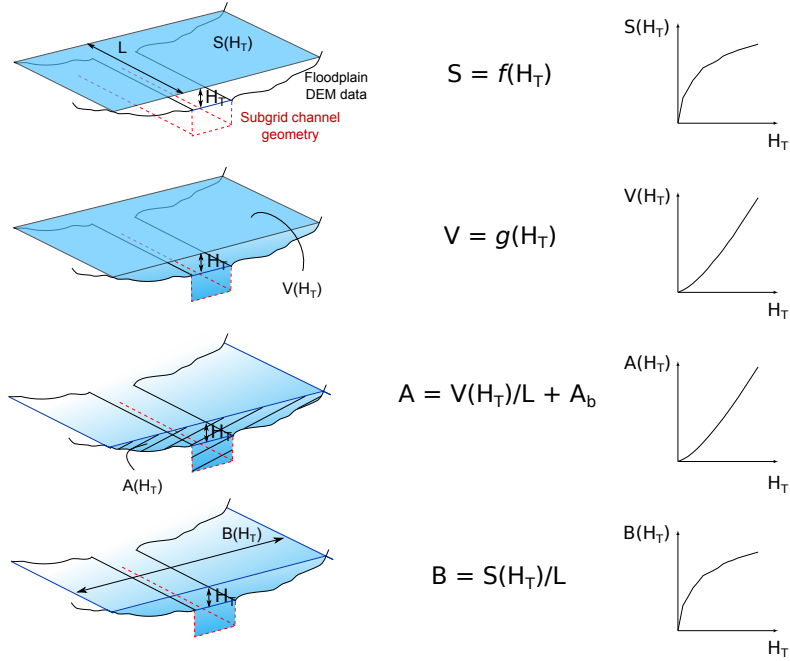 L
S(H_T)
Floodplain
DEM data
H_T
Subgrid channel
geometry
S = f(H_T)
S(H_T)
H_T
H_T
V(H_T)
V = g(H_T)
V(H_T)
H_T
H_T
A(H_T)
A = V(H_T)/L + A_b
A(H_T)
H_T
B(H_T)
H_T
B = S(H_T)/L
B(H_T)
H_T